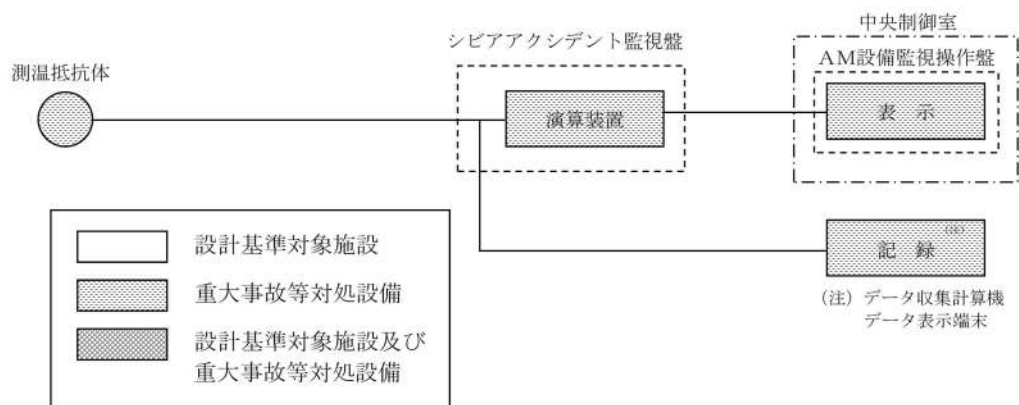 中央制御室
シビアアクシデント監視盤
AM設備監視操作盤
測温抵抗体
演算装置
表 示
記 録
(注) データ収集計算機
データ表示端末
設計基準対象施設
重大事故等対処設備
設計基準対象施設及び
重大事故等対処設備